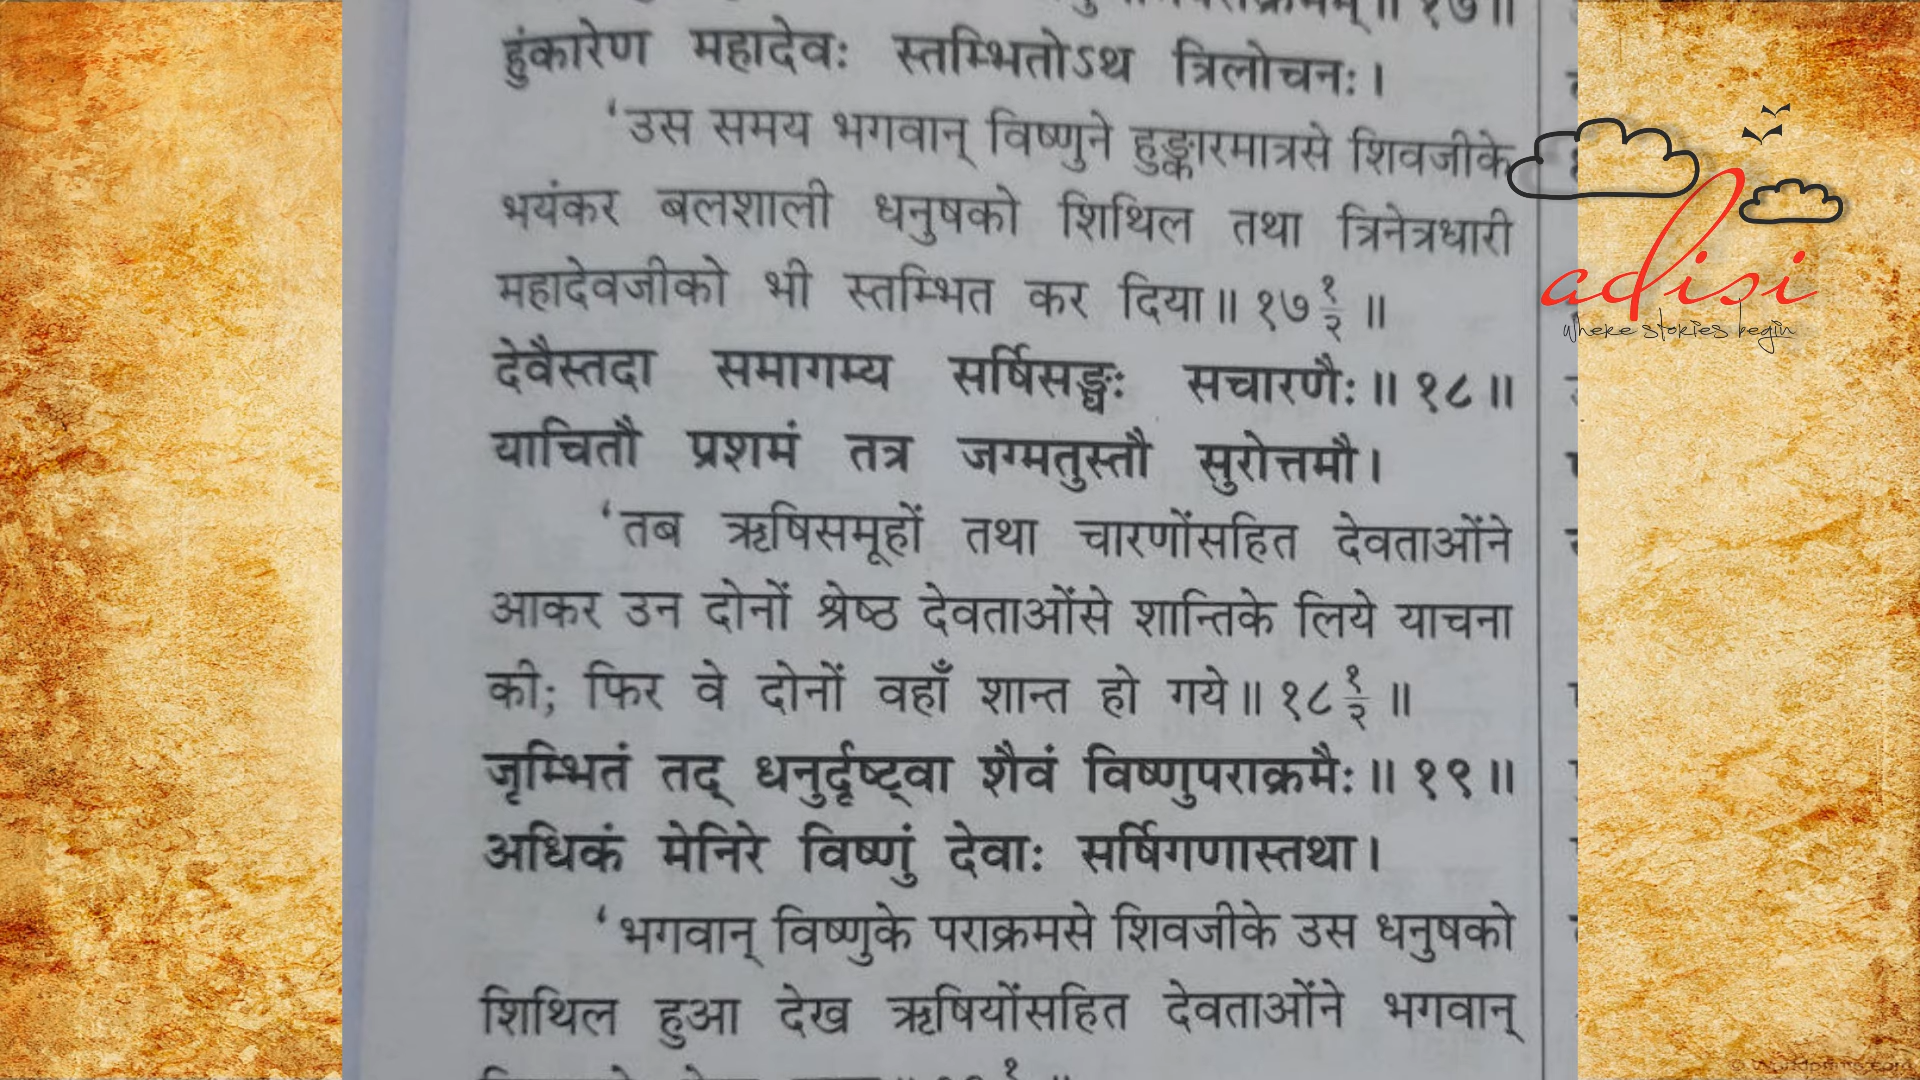 ॥ १७॥
हुंकारेण महादेवः स्तम्भितोऽथ त्रिलोचनः।
‘उस समय भगवान् विष्णुने हुङ्कारमात्रसे शिवजीके
भयंकर बलशाली धनुषको शिथिल तथा त्रिनेत्रधारी
महादेवजीको भी स्तम्भित कर दिया॥ १७ १/२ ॥
देवैस्तदा समागम्य सर्षिसङ्घैः सचारणैः॥ १८॥
याचितौ प्रशमं तत्र जग्मतुस्तौ सुरोत्तमौ।
‘तब ऋषिसमूहों तथा चारणोंसहित देवताओंने
आकर उन दोनों श्रेष्ठ देवताओंसे शान्तिके लिये याचना
की; फिर वे दोनों वहाँ शान्त हो गये॥ १८ १/२ ॥
जृम्भितं तद् धनुर्दृष्ट्वा शैवं विष्णुपराक्रमैः॥ १९॥
अधिकं मेनिरे विष्णुं देवाः सर्षिगणास्तथा।
‘भगवान् विष्णुके पराक्रमसे शिवजीके उस धनुषको
शिथिल हुआ देख ऋषियोंसहित देवताओंने भगवान्
adisi
where stories begin